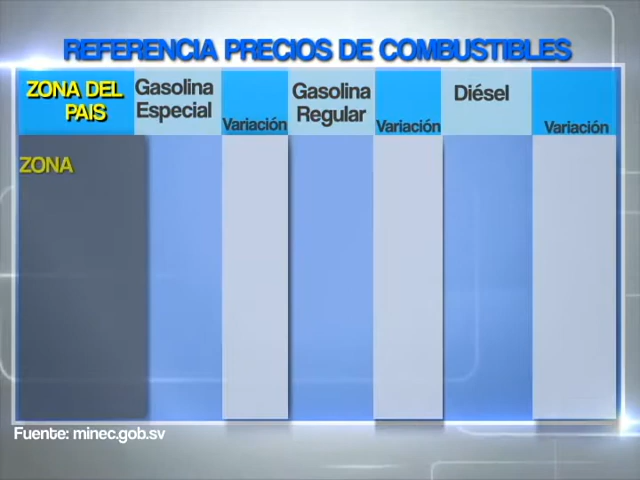 REFERENCIA PRECIOS DE COMBUSTIBLES
ZONA DEL
PAIS
Gasolina
Especial
Variación
Gasolina
Regular
Variación
Diésel
Variación
ZONA
Fuente: minec.gob.sv